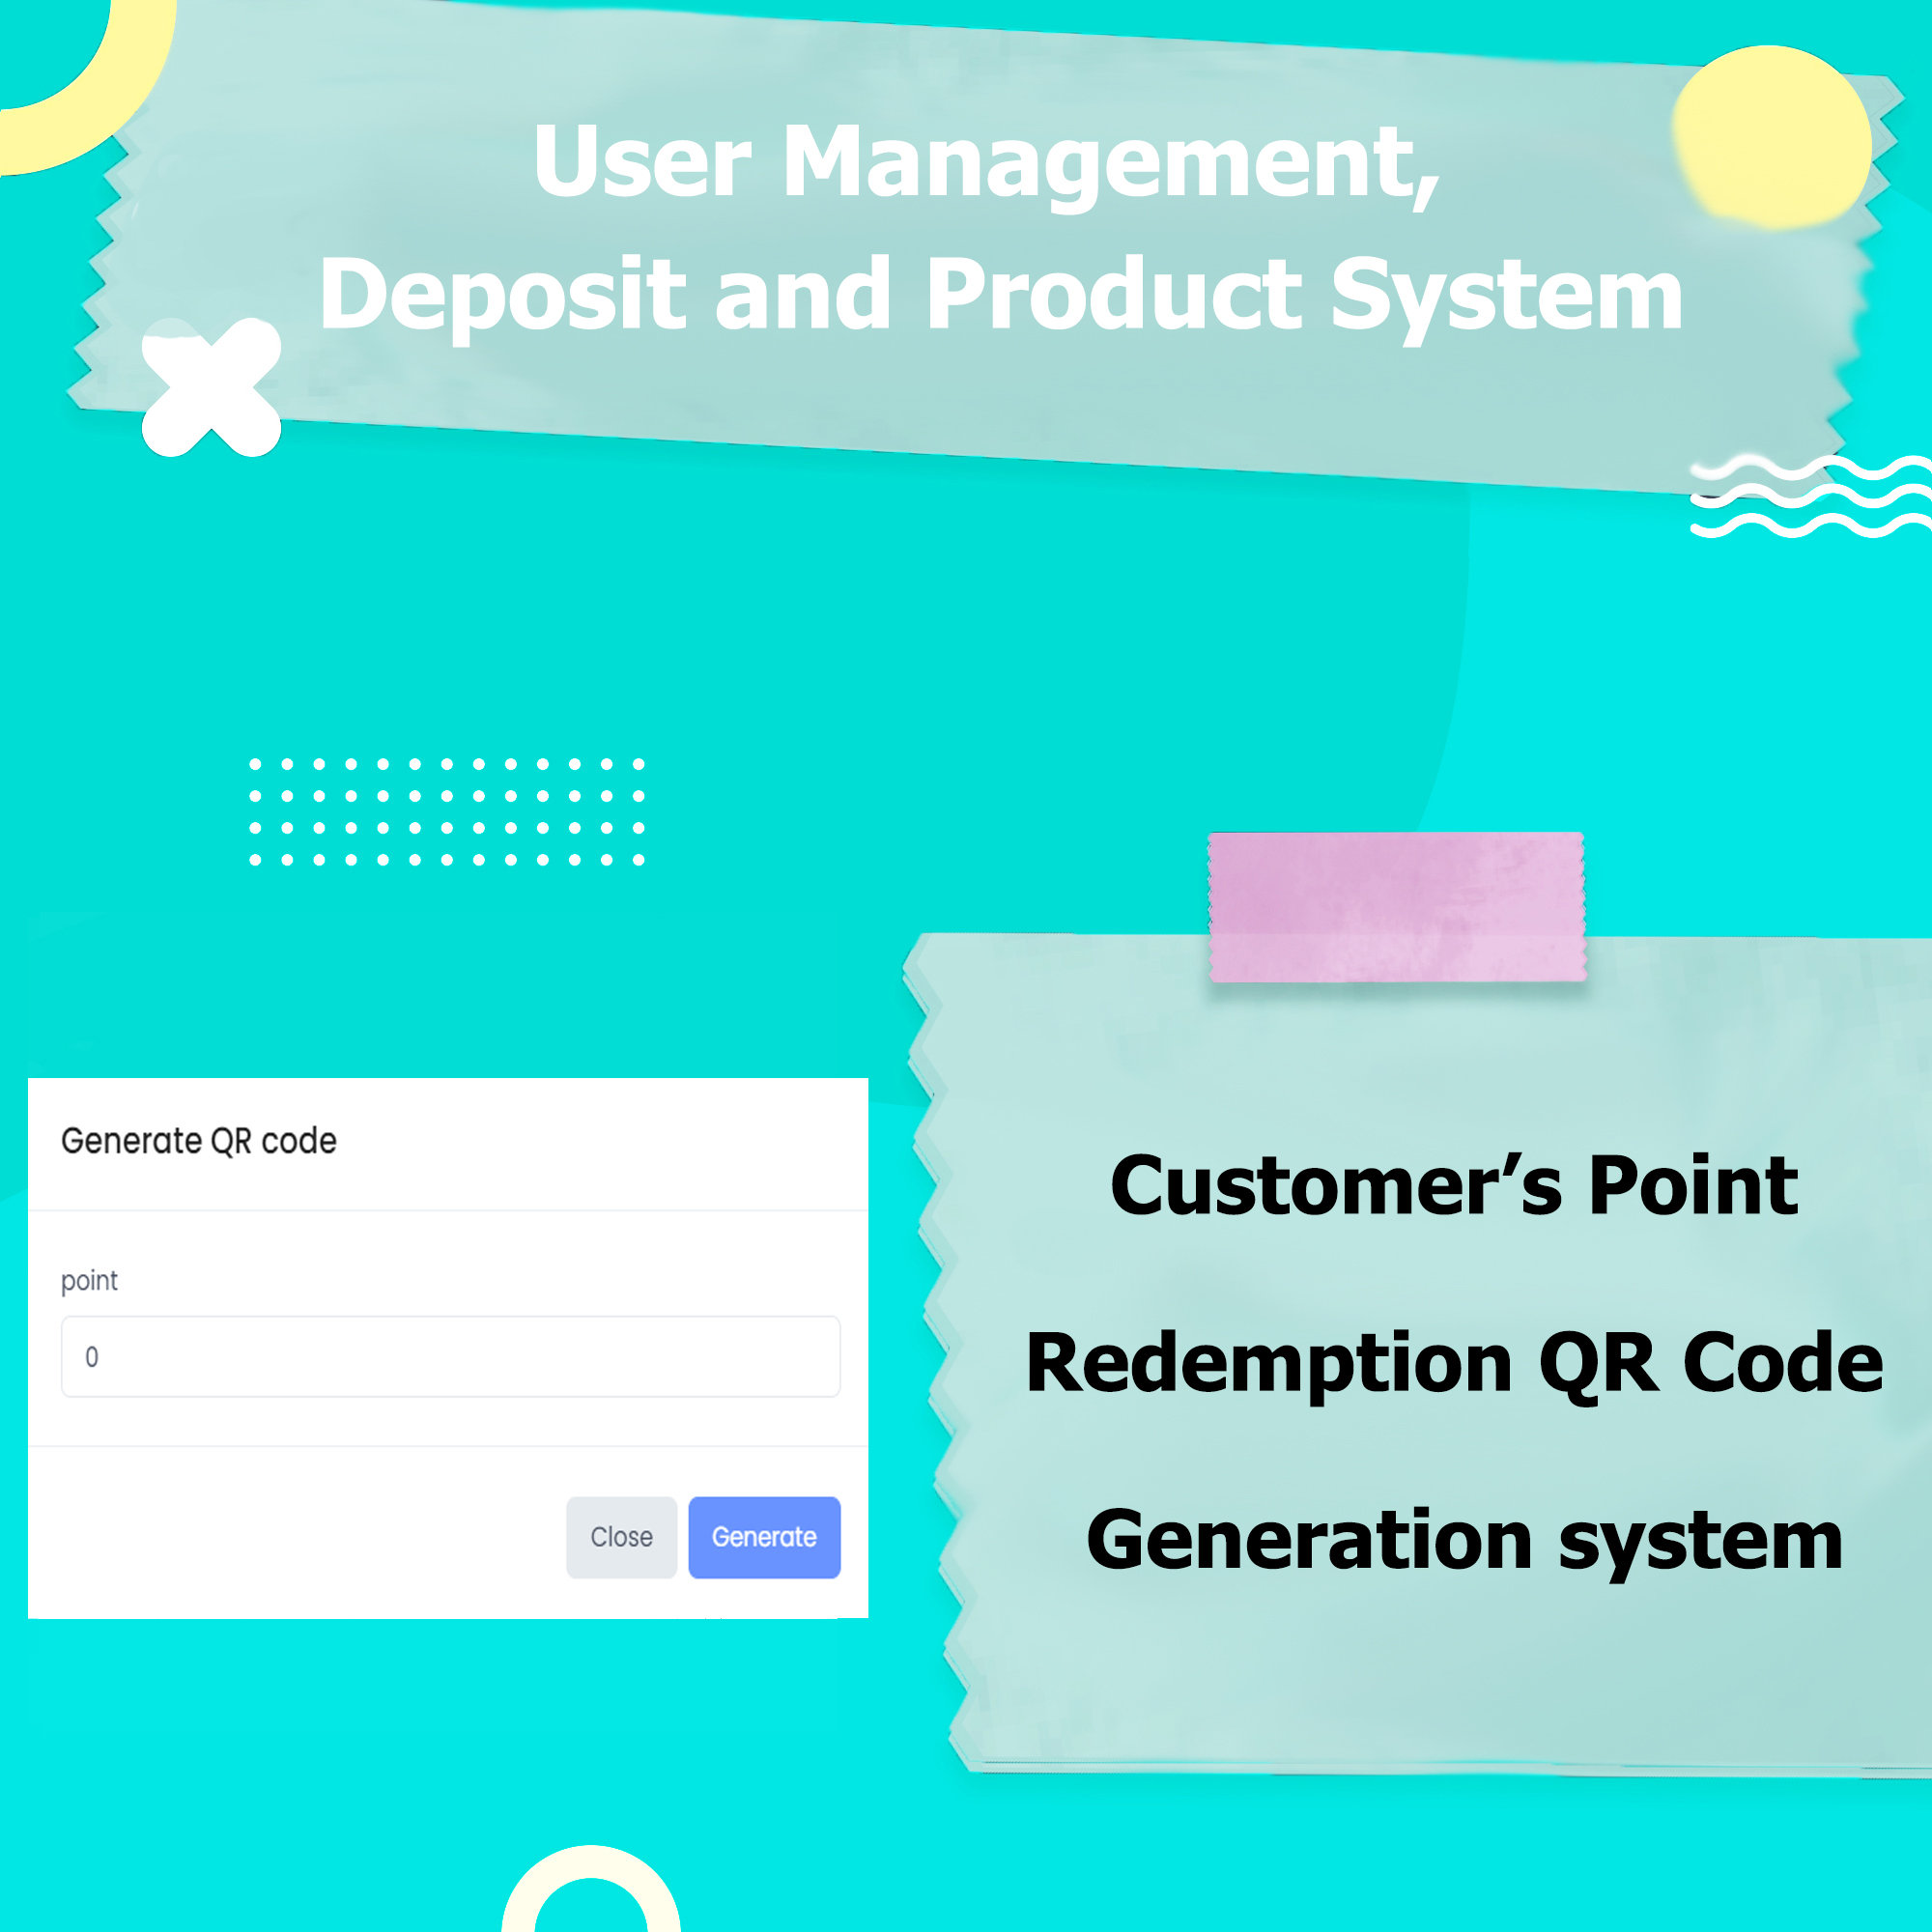 User Management,
Deposit and Product System
Generate QR code
point
0
Close Generate
Customer’s Point
Redemption QR Code
Generation system